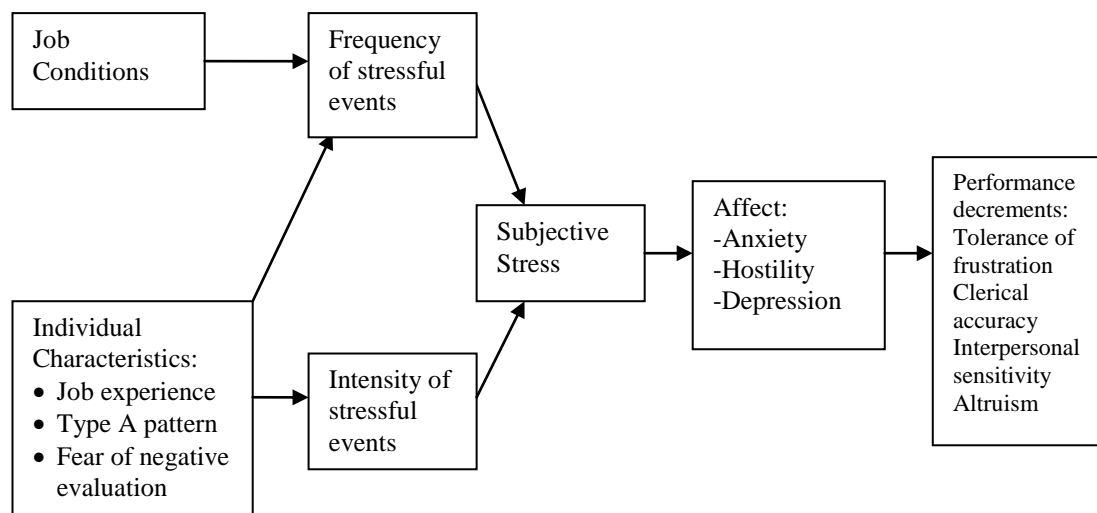 Job
Conditions
Frequency
of stressful
events
Individual
Characteristics:
• Job experience
• Type A pattern
• Fear of negative
evaluation
Intensity of
stressful
events
Subjective
Stress
Affect:
-Anxiety
-Hostility
-Depression
Performance
decrements:
Tolerance of
frustration
Clerical
accuracy
Interpersonal
sensitivity
Altruism